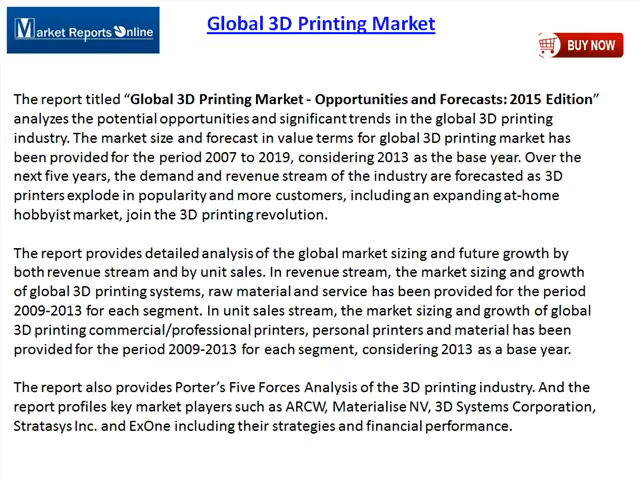 Market Reports Online
Global 3D Printing Market
BUY NOW
The report titled “Global 3D Printing Market - Opportunities and Forecasts: 2015 Edition”
analyzes the potential opportunities and significant trends in the global 3D printing
industry. The market size and forecast in value terms for global 3D printing market has
been provided for the period 2007 to 2019, considering 2013 as the base year. Over the
next five years, the demand and revenue stream of the industry are forecasted as 3D
printers explode in popularity and more customers, including an expanding at-home
hobbyist market, join the 3D printing revolution.
The report provides detailed analysis of the global market sizing and future growth by
both revenue stream and by unit sales. In revenue stream, the market sizing and growth
of global 3D printing systems, raw material and service has been provided for the period
2009-2013 for each segment. In unit sales stream, the market sizing and growth of global
3D printing commercial/professional printers, personal printers and material has been
provided for the period 2009-2013 for each segment, considering 2013 as a base year.
The report also provides Porter’s Five Forces Analysis of the 3D printing industry. And the
report profiles key market players such as ARCW, Materialise NV, 3D Systems Corporation,
Stratasys Inc. and ExOne including their strategies and financial performance.